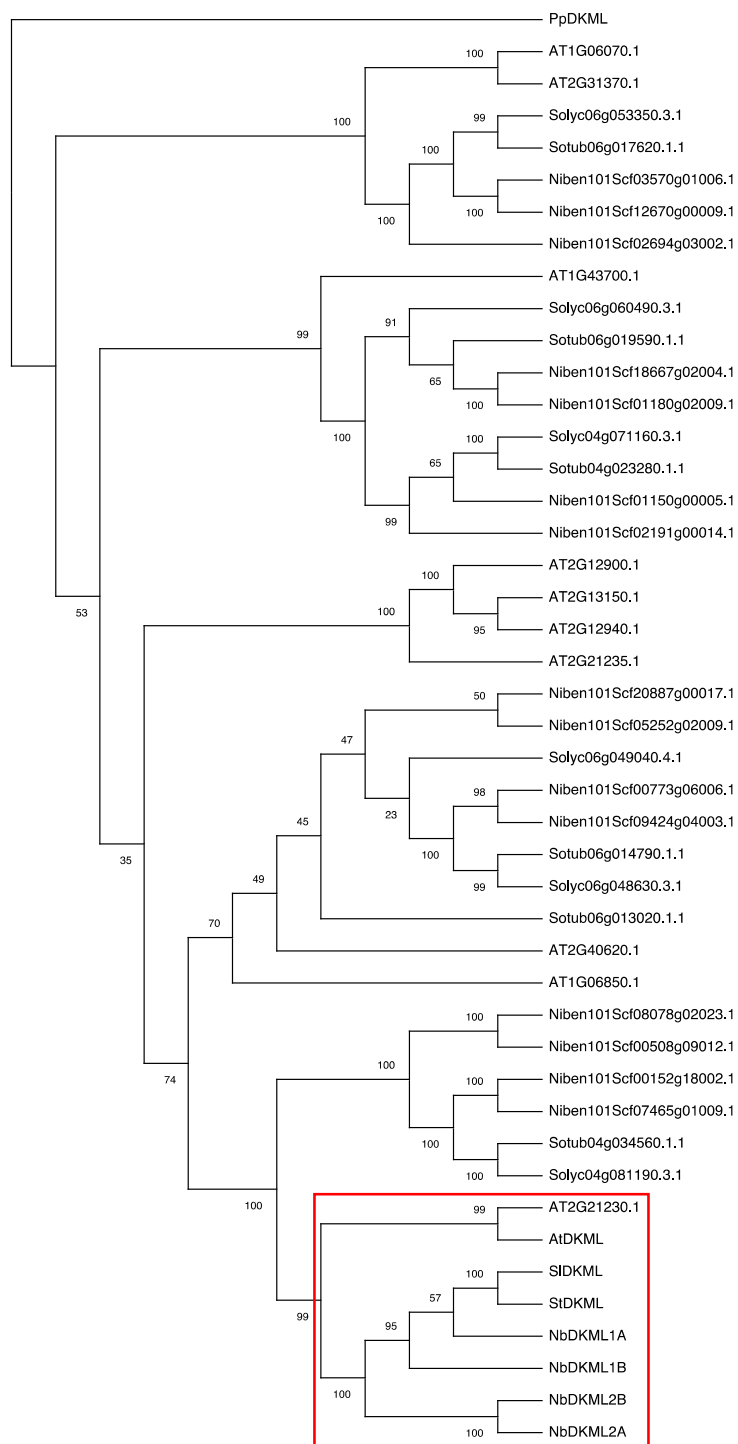 PpDKML
100
AT1G06070.1
AT2G31370.1
100
99
Solyc06g053350.3.1
Sotub06g017620.1.1
100
Niben101Scf03570g01006.1
100
Niben101Scf12670g00009.1
100
Niben101Scf02694g03002.1
AT1G43700.1
99
91
Solyc06g060490.3.1
Sotub06g019590.1.1
65
Niben101Scf18667g02004.1
100
Niben101Scf01180g02009.1
100
100
Solyc04g071160.3.1
65
Sotub04g023280.1.1
Niben101Scf01150g00005.1
99
Niben101Scf02191g00014.1
100
AT2G12900.1
AT2G13150.1
53
100
95
AT2G12940.1
AT2G21235.1
50
Niben101Scf20887g00017.1
Niben101Scf05252g02009.1
47
Solyc06g049040.4.1
98
Niben101Scf00773g06006.1
45
23
Niben101Scf09424g04003.1
100
Sotub06g014790.1.1
35
49
99
Solyc06g048630.3.1
Sotub06g013020.1.1
70
AT2G40620.1
AT1G06850.1
100
Niben101Scf08078g02023.1
Niben101Scf00508g09012.1
74
100
100
Niben101Scf00152g18002.1
Niben101Scf07465g01009.1
100
Sotub04g034560.1.1
100
100
Solyc04g081190.3.1
99
AT2G21230.1
AtDKML
100
SlDKML
57
StDKML
99
95
NbDKML1A
NbDKML1B
100
NbDKML2B
100
NbDKML2A